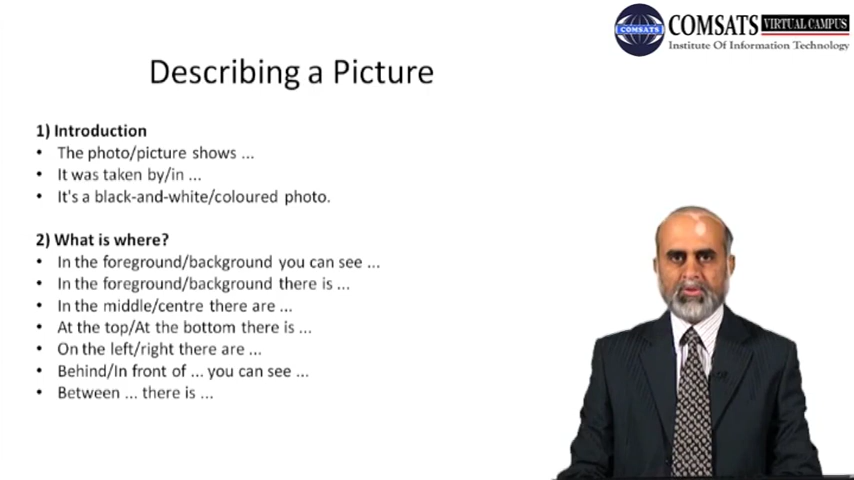 COMSATS VIRTUAL CAMPUS
Institute Of Information Technology
COMSATS
Describing a Picture
1) Introduction
• The photo/picture shows ...
• It was taken by/in ...
• It's a black-and-white/coloured photo.
2) What is where?
• In the foreground/background you can see ...
• In the foreground/background there is ...
• In the middle/centre there are ...
• At the top/At the bottom there is ...
• On the left/right there are ...
• Behind/In front of ... you can see ...
• Between ... there is ...